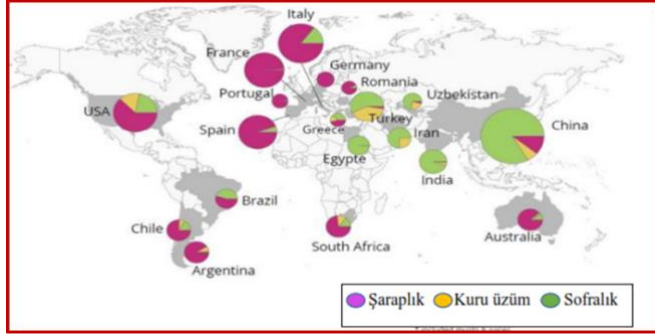 Italy
France
Germany
Romania
Portugal
Uzbekistan
USA
Turkey
Spain
Greece
Iran
China
Egypte
India
Brazil
Chile
South Africa
Australia
Argentina
Şaraplık Kuru üzüm Sofralık